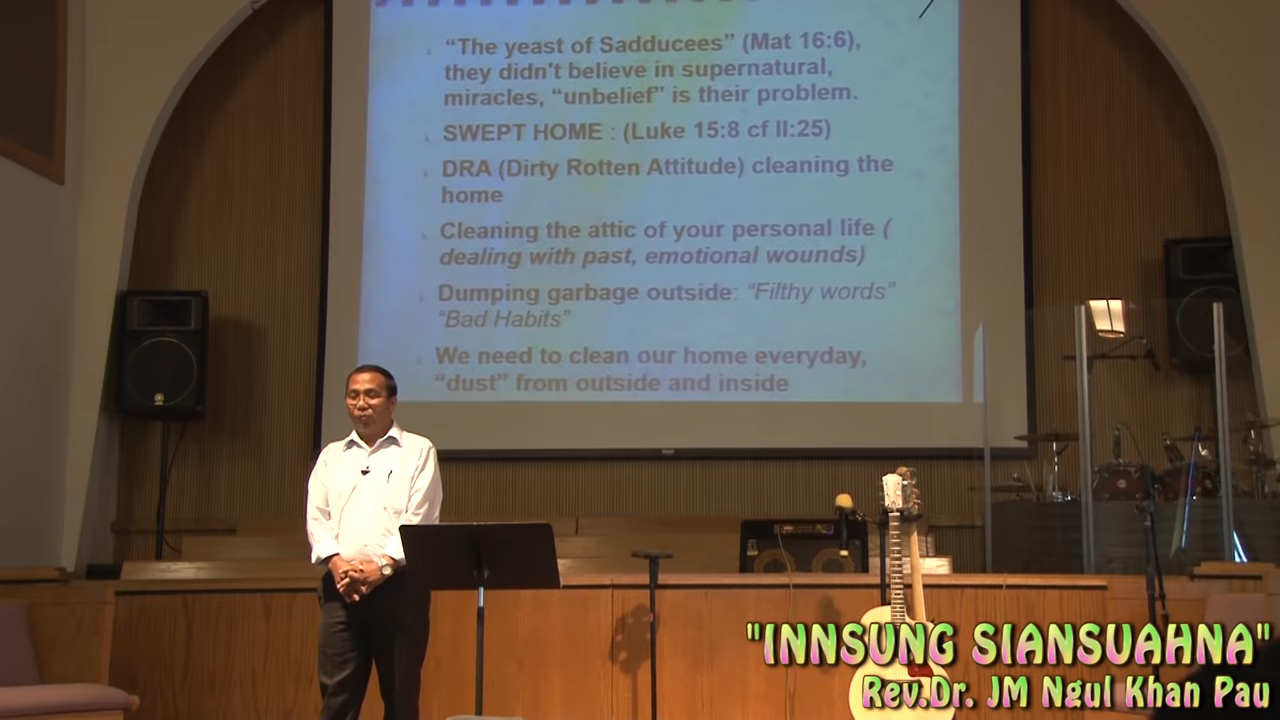 “The yeast of Sadducees” (Mat 16:6),
they didn't believe in supernatural,
miracles, “unbelief” is their problem.
SWEPT HOME : (Luke 15:8 cf II:25)
DRA (Dirty Rotten Attitude) cleaning the
home
Cleaning the attic of your personal life (
dealing with past, emotional wounds)
Dumping garbage outside: “Filthy words”
“Bad Habits”
We need to clean our home everyday,
“dust” from outside and inside
"INNSUNG SIANSUAHNA"
Rev.Dr. JM Ngul Khan Pau